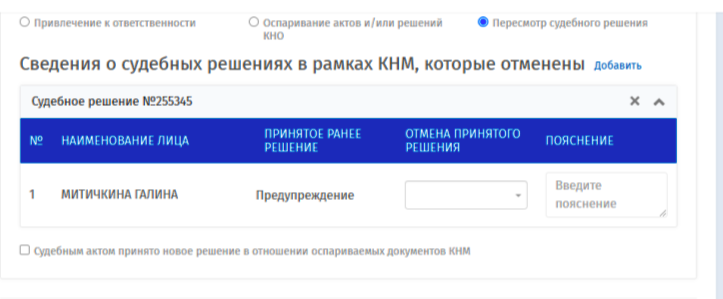 Привлечение к ответственности
Оспаривание актов и/или решений КНО
Пересмотр судебного решения
Сведения о судебных решениях в рамках КНМ, которые отменены Добавить
Судебное решение №255345
№ НАИМЕНОВАНИЕ ЛИЦА ПРИНЯТОЕ РАНЕЕ РЕШЕНИЕ ОТМЕНА ПРИНЯТОГО РЕШЕНИЯ ПОЯСНЕНИЕ
1 МИТИЧКИНА ГАЛИНА Предупреждение Введите пояснение
Судебным актом принято новое решение в отношении оспариваемых документов КНМ